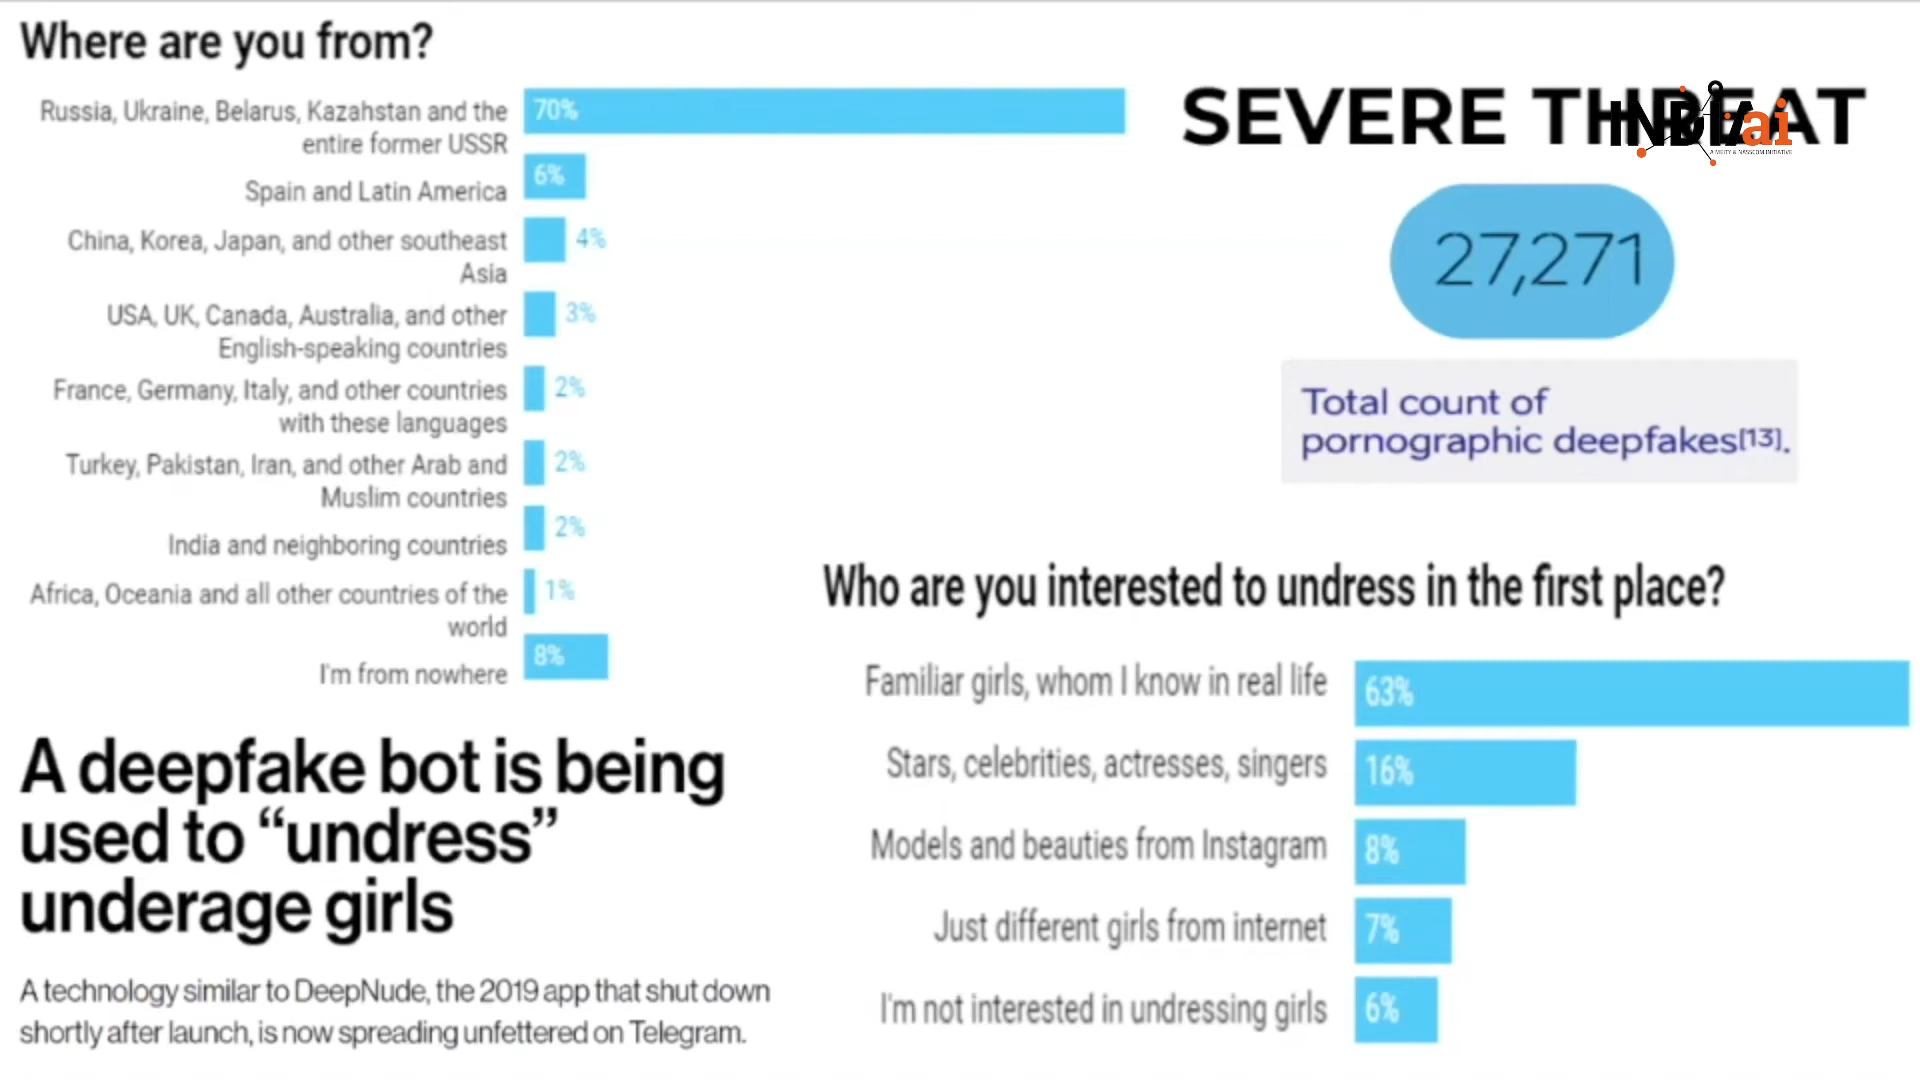 Where are you from?
Russia, Ukraine, Belarus, Kazahstan and the
entire former USSR
70%
Spain and Latin America
6%
China, Korea, Japan, and other southeast
Asia
4%
USA, UK, Canada, Australia, and other
English-speaking countries
3%
France, Germany, Italy, and other countries
with these languages
2%
Turkey, Pakistan, Iran, and other Arab and
Muslim countries
2%
India and neighboring countries
2%
Africa, Oceania and all other countries of the
world
1%
I'm from nowhere
8%
A deepfake bot is being
used to “undress”
underage girls
A technology similar to DeepNude, the 2019 app that shut down
shortly after launch, is now spreading unfettered on Telegram.
SEVERE THREAT
INDIAai
A MEITY & NASSCOM INITIATIVE
27,271
Total count of
pornographic deepfakes[13].
Who are you interested to undress in the first place?
Familiar girls, whom I know in real life
63%
Stars, celebrities, actresses, singers
16%
Models and beauties from Instagram
8%
Just different girls from internet
7%
I'm not interested in undressing girls
6%